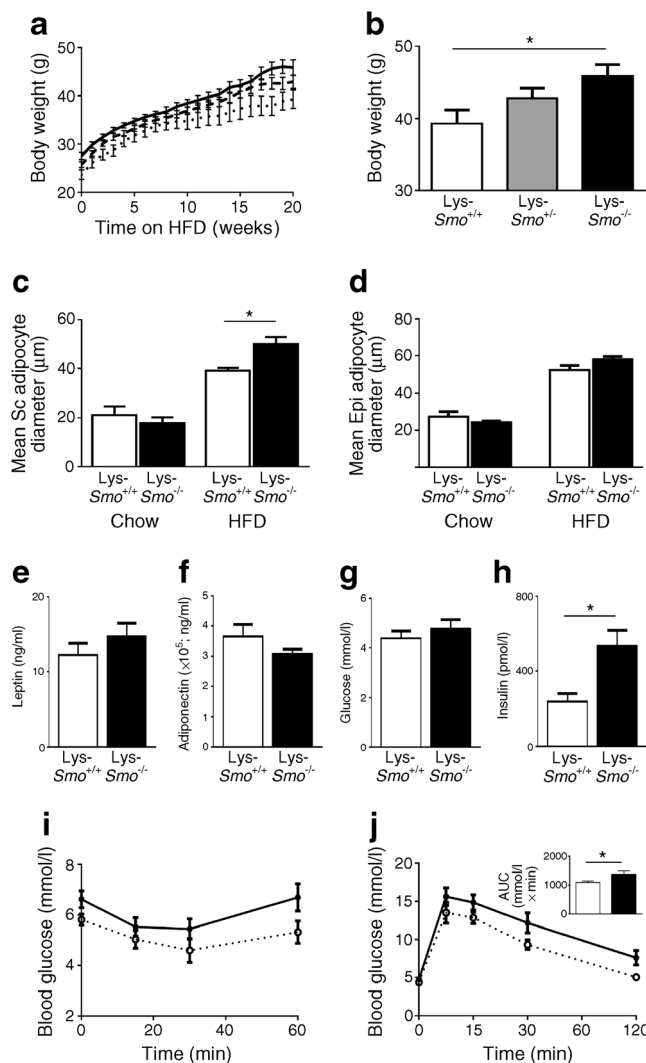 a
Body weight (g)
50
40
30
20
0 5 10 15 20
Time on HFD (weeks)
b
Body weight (g)
50
40
30
*
Lys- Lys- Lys-
Smo+/+ Smo+/- Smo-/-
c
Mean Sc adipocyte
diameter (μm)
60
40
20
0
*
Lys- Lys- Lys- Lys-
Smo+/+ Smo-/- Smo+/+ Smo-/-
Chow HFD
d
Mean Epi adipocyte
diameter (μm)
80
60
40
20
Lys- Lys- Lys- Lys-
Smo+/+ Smo-/- Smo+/+ Smo-/-
Chow HFD
e
Leptin (ng/ml)
20
10
0
Lys- Lys-
Smo+/+ Smo-/-
f
Adiponectin (×10⁵; ng/ml)
5
4
3
2
1
0
Lys- Lys-
Smo+/+ Smo-/-
g
Glucose (mmol/l)
6
4
2
0
Lys- Lys-
Smo+/+ Smo-/-
h
Insulin (pmol/l)
800
400
0
*
Lys- Lys-
Smo+/+ Smo-/-
i
Blood glucose (mmol/l)
8
6
4
2
0 20 40 60
Time (min)
j
Blood glucose (mmol/l)
20
15
10
5
0
0 15 30 120
Time (min)
AUC
(mmol/l
× min)
2000
1000
0
*